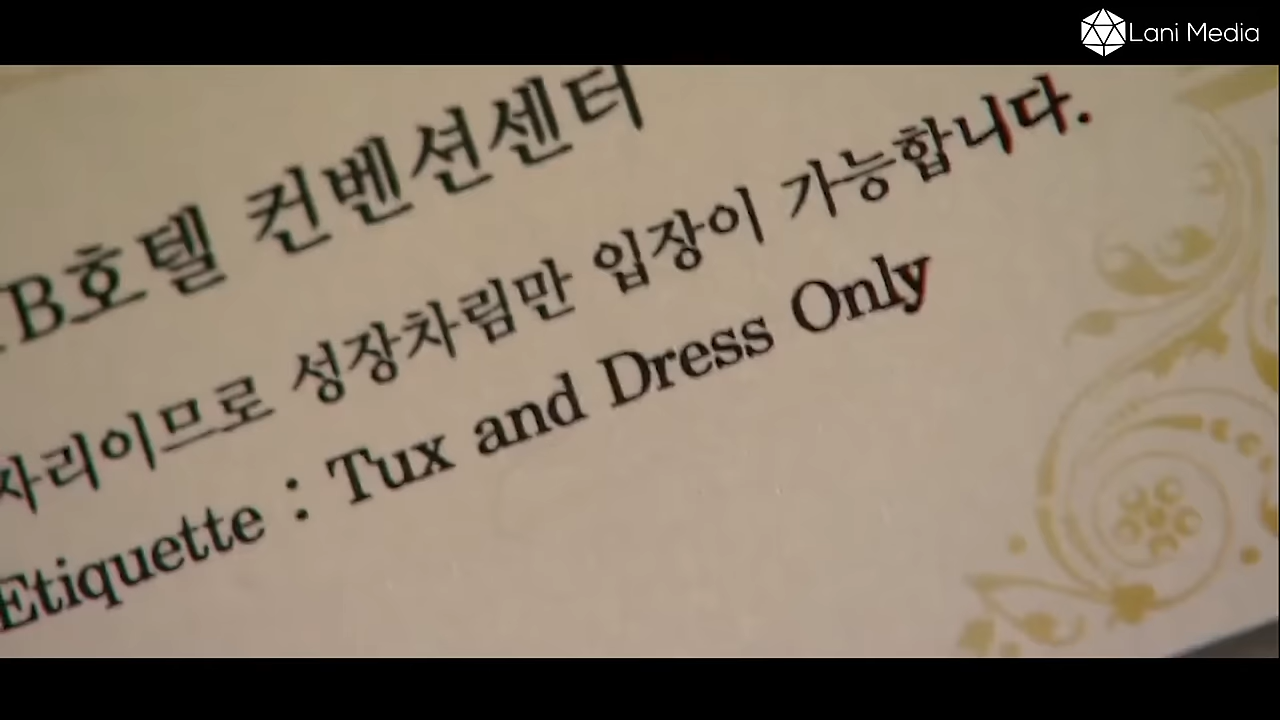 Lani Media
B호텔 컨벤션센터
자리이므로 성장차림만 입장이 가능합니다.
Etiquette : Tux and Dress Only